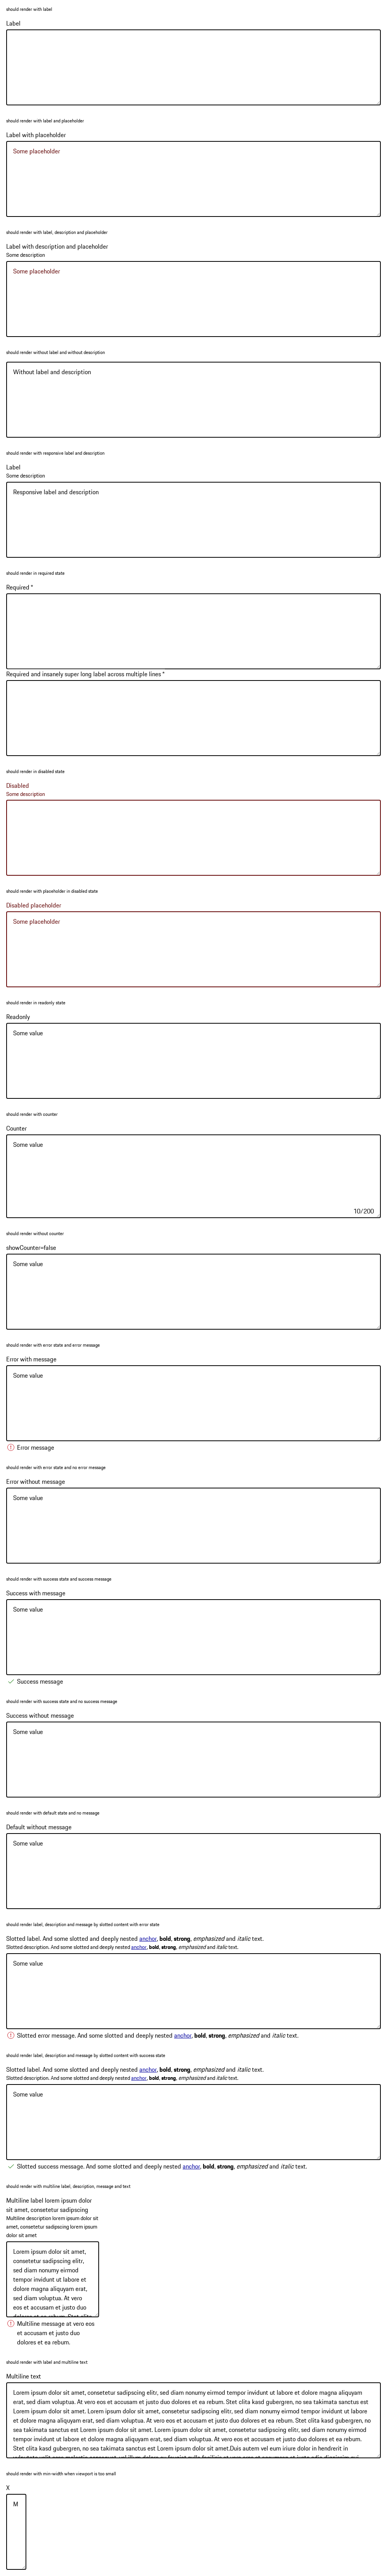 should render with label
Label
should render with label and placeholder
Label with placeholder
Some placeholder
should render with label, description and placeholder
Label with description and placeholder
Some description
Some placeholder
should render without label and without description
Without label and description
should render with responsive label and description
Label
Some description
Responsive label and description
should render in required state
Required *
Required and insanely super long label across multiple lines *
should render in disabled state
Disabled
Some description
should render with placeholder in disabled state
Disabled placeholder
Some placeholder
should render in readonly state
Readonly
Some value
should render with counter
Counter
Some value
10/200
should render without counter
showCounter=false
Some value
should render with error state and error message
Error with message
Some value
Error message
should render with error state and no error message
Error without message
Some value
should render with success state and success message
Success with message
Some value
Success message
should render with success state and no success message
Success without message
Some value
should render with default state and no message
Default without message
Some value
should render label, description and message by slotted content with error state
Slotted label. And some slotted and deeply nested anchor, bold, strong, emphasized and italic text.
Slotted description. And some slotted and deeply nested anchor, bold, strong, emphasized and italic text.
Some value
Slotted error message. And some slotted and deeply nested anchor, bold, strong, emphasized and italic text.
should render label, description and message by slotted content with success state
Slotted label. And some slotted and deeply nested anchor, bold, strong, emphasized and italic text.
Slotted description. And some slotted and deeply nested anchor, bold, strong, emphasized and italic text.
Some value
Slotted success message. And some slotted and deeply nested anchor, bold, strong, emphasized and italic text.
should render with multiline label, description, message and text
Multiline label lorem ipsum dolor
sit amet, consetetur sadipscing
Multiline description lorem ipsum dolor sit
amet, consetetur sadipscing lorem ipsum
dolor sit amet
Lorem ipsum dolor sit amet,
consetetur sadipscing elitr,
sed diam nonumy eirmod
tempor invidunt ut labore et
dolore magna aliquyam erat,
sed diam voluptua. At vero
eos et accusam et justo duo
Multiline message at vero eos
et accusam et justo duo
dolores et ea rebum.
should render with label and multiline text
Multiline text
Lorem ipsum dolor sit amet, consetetur sadipscing elitr, sed diam nonumy eirmod tempor invidunt ut labore et dolore magna aliquyam
erat, sed diam voluptua. At vero eos et accusam et justo duo dolores et ea rebum. Stet clita kasd gubergren, no sea takimata sanctus est
Lorem ipsum dolor sit amet. Lorem ipsum dolor sit amet, consetetur sadipscing elitr, sed diam nonumy eirmod tempor invidunt ut labore
et dolore magna aliquyam erat, sed diam voluptua. At vero eos et accusam et justo duo dolores et ea rebum. Stet clita kasd gubergren, no
sea takimata sanctus est Lorem ipsum dolor sit amet. Lorem ipsum dolor sit amet, consetetur sadipscing elitr, sed diam nonumy eirmod
tempor invidunt ut labore et dolore magna aliquyam erat, sed diam voluptua. At vero eos et accusam et justo duo dolores et ea rebum.
Stet clita kasd gubergren, no sea takimata sanctus est Lorem ipsum dolor sit amet.Duis autem vel eum iriure dolor in hendrerit in
should render with min-width when viewport is too small
X
M